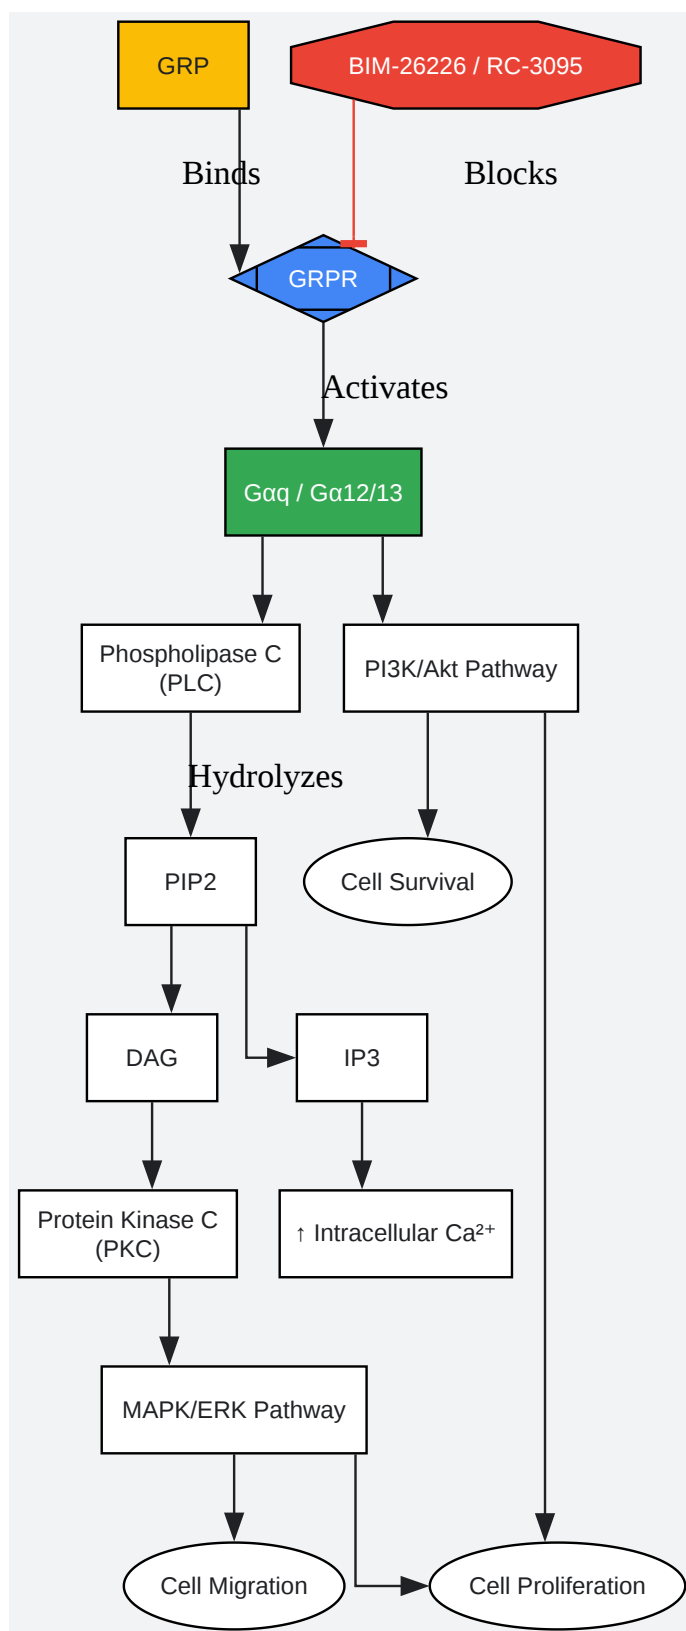 GRP
BIM-26226 / RC-3095
Binds
Blocks
GRPR
Activates
Gαq / Gα12/13
Phospholipase C
(PLC)
PI3K/Akt Pathway
Hydrolyzes
PIP2
Cell Survival
DAG
IP3
Protein Kinase C
(PKC)
↑ Intracellular Ca²⁺
MAPK/ERK Pathway
Cell Migration
Cell Proliferation